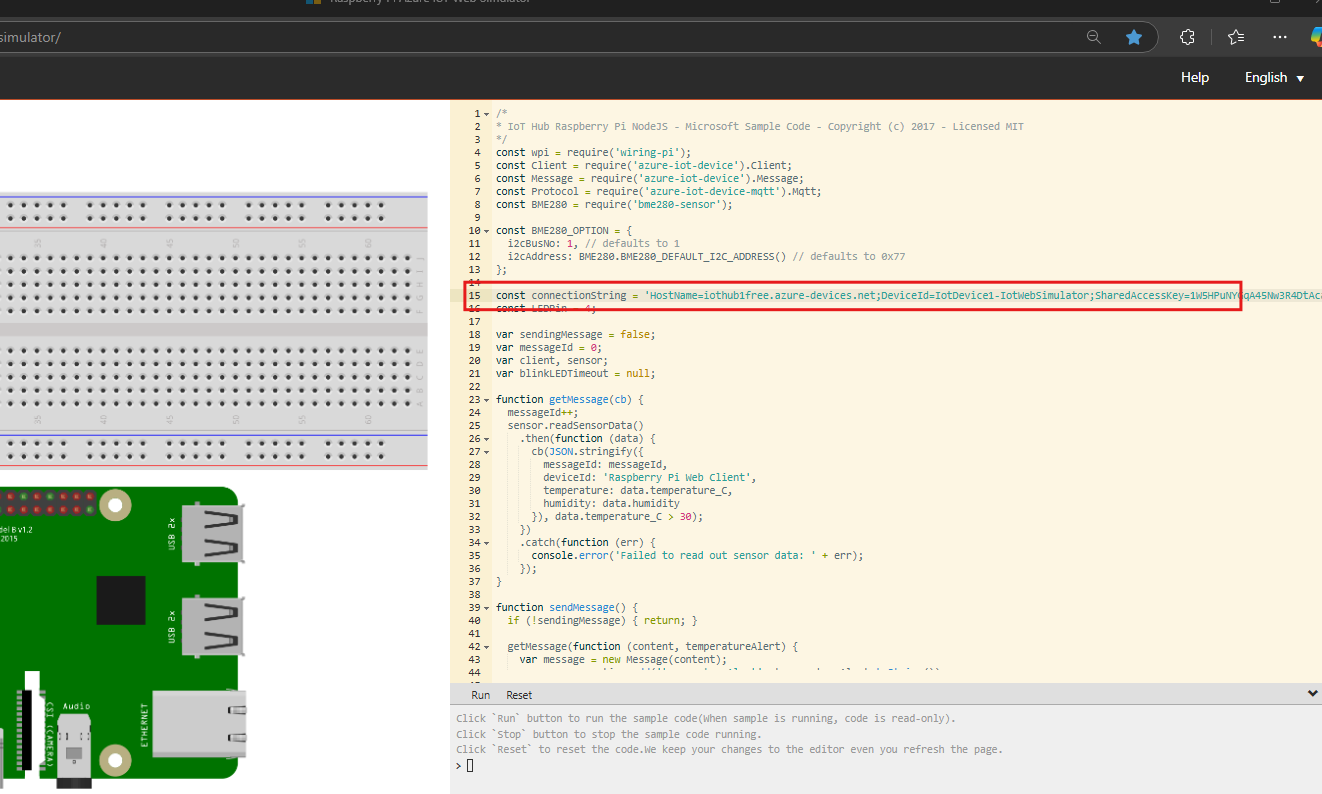 Raspberry Pi Azure IoT Web Simulator
simulator/
Help English
1 /*
2 * IoT Hub Raspberry Pi NodeJS - Microsoft Sample Code - Copyright (c) 2017 - Licensed MIT
3 */
4 const wpi = require('wiring-pi');
5 const Client = require('azure-iot-device').Client;
6 const Message = require('azure-iot-device').Message;
7 const Protocol = require('azure-iot-device-mqtt').Mqtt;
8 const BME280 = require('bme280-sensor');
9
10 const BME280_OPTION = {
11 i2cBusNo: 1, // defaults to 1
12 i2cAddress: BME280.BME280_DEFAULT_I2C_ADDRESS() // defaults to 0x77
13 };
14
15 const connectionString = 'HostName=iothub1free.azure-devices.net;DeviceId=IotDevice1-IotWebSimulator;SharedAccessKey=1W5HPuNYGqA45Nw3R4DtAca
16 const LEDPin = 4;
17
18 var sendingMessage = false;
19 var messageId = 0;
20 var client, sensor;
21 var blinkLEDTimeout = null;
22
23 function getMessage(cb) {
24 messageId++;
25 sensor.readSensorData()
26 .then(function (data) {
27 cb(JSON.stringify({
28 messageId: messageId,
29 deviceId: 'Raspberry Pi Web Client',
30 temperature: data.temperature_C,
31 humidity: data.humidity
32 }), data.temperature_C > 30);
33 })
34 .catch(function (err) {
35 console.error('Failed to read out sensor data: ' + err);
36 });
37 }
38
39 function sendMessage() {
40 if (!sendingMessage) { return; }
41
42 getMessage(function (content, temperatureAlert) {
43 var message = new Message(content);
44
Run Reset
Click `Run` button to run the sample code(When sample is running, code is read-only).
Click `Stop` button to stop the sample code running.
Click `Reset` to reset the code.We keep your changes to the editor even you refresh the page.
>
35 40 45 50 55 60
J
I
H
G
F
E
D
C
B
A
35 40 45 50 55 60
del B v1.2
2015
USB 2x
USB 2x
ETHERNET
CSI (CAMERA)
Audio